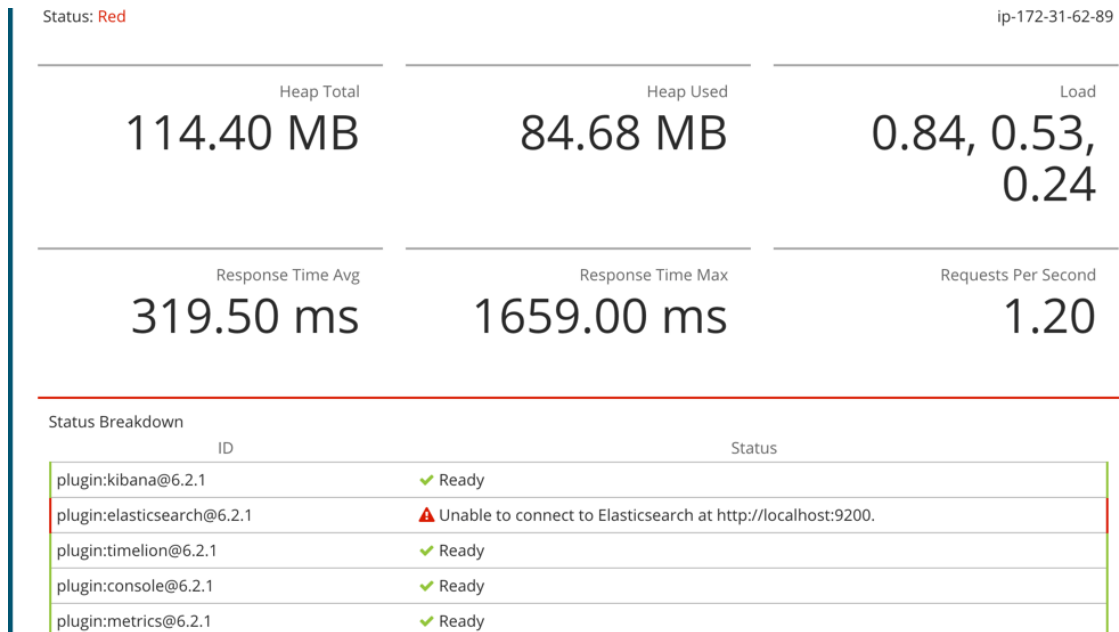 Status: Red
ip-172-31-62-89
Heap Total
114.40 MB
Heap Used
84.68 MB
Load
0.84, 0.53,
0.24
Response Time Avg
319.50 ms
Response Time Max
1659.00 ms
Requests Per Second
1.20
Status Breakdown
ID Status
plugin:kibana@6.2.1 Ready
plugin:elasticsearch@6.2.1 Unable to connect to Elasticsearch at http://localhost:9200.
plugin:timelion@6.2.1 Ready
plugin:console@6.2.1 Ready
plugin:metrics@6.2.1 Ready